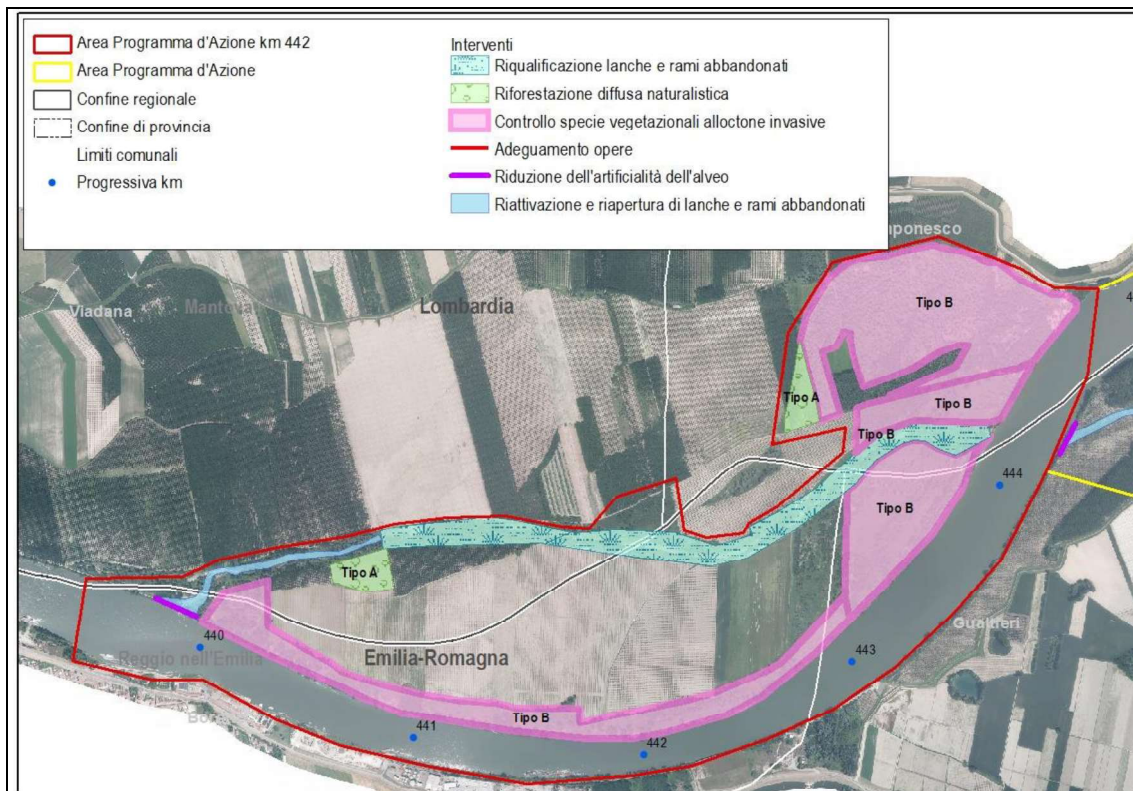 Area Programma d'Azione km 442
Area Programma d'Azione
Confine regionale
Confine di provincia
Limiti comunali
Progressiva km
Interventi
Riqualificazione lanche e rami abbandonati
Riforestazione diffusa naturalistica
Controllo specie vegetazionali alloctone invasive
Adeguamento opere
Riduzione dell'artificialità dell'alveo
Riattivazione e riapertura di lanche e rami abbandonati
ponesco
Tipo B
Viadana
Mantova
Lombardia
Tipo A
Tipo B
Tipo B
444
Tipo B
Tipo A
Gualtieri
440
Reggio nell'Emilia
Emilia-Romagna
443
Tipo B
441
442